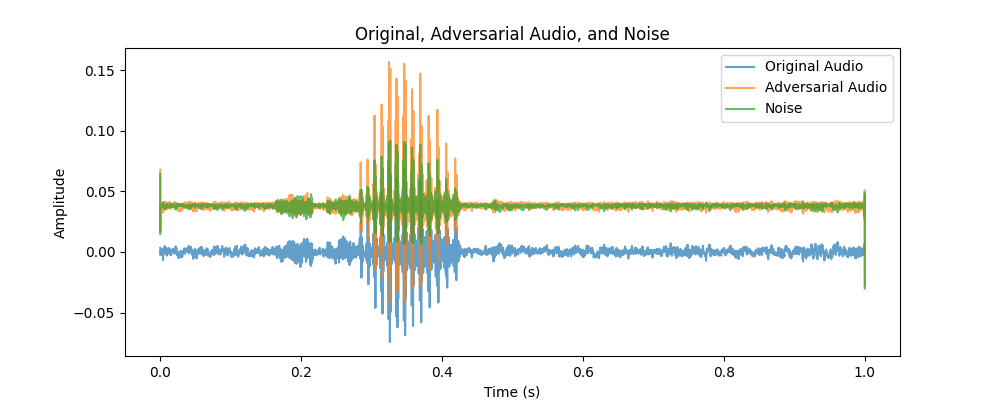 Original, Adversarial Audio, and Noise
Original Audio
Adversarial Audio
Noise
Amplitude
0.15
0.10
0.05
0.00
−0.05
0.0
0.2
0.4
0.6
0.8
1.0
Time (s)